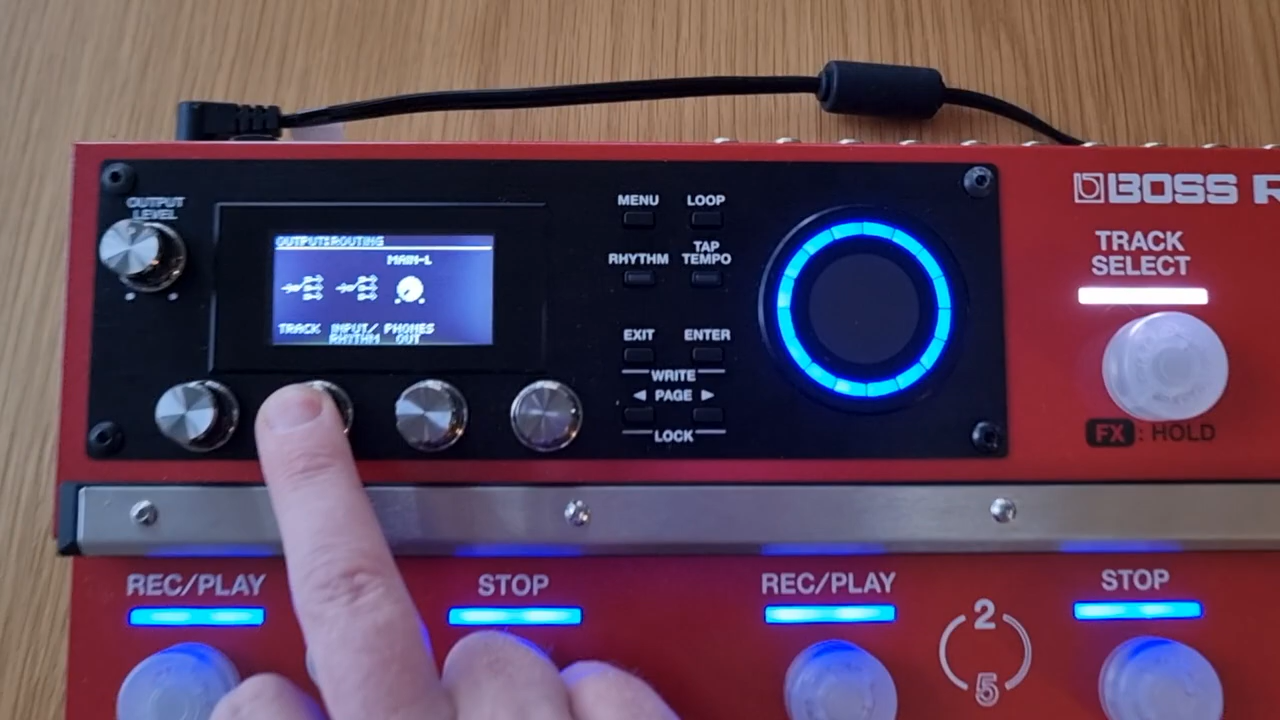 OUTPUT
LEVEL
OUTPUT:ROUTING
MAIN-L
TRACK INPUT/ PHONES
RHYTHM OUT
MENU LOOP
RHYTHM TAP
TEMPO
EXIT ENTER
WRITE
◀ PAGE ▶
LOCK
BOSS R
TRACK
SELECT
FX : HOLD
REC/PLAY STOP REC/PLAY STOP
2
5